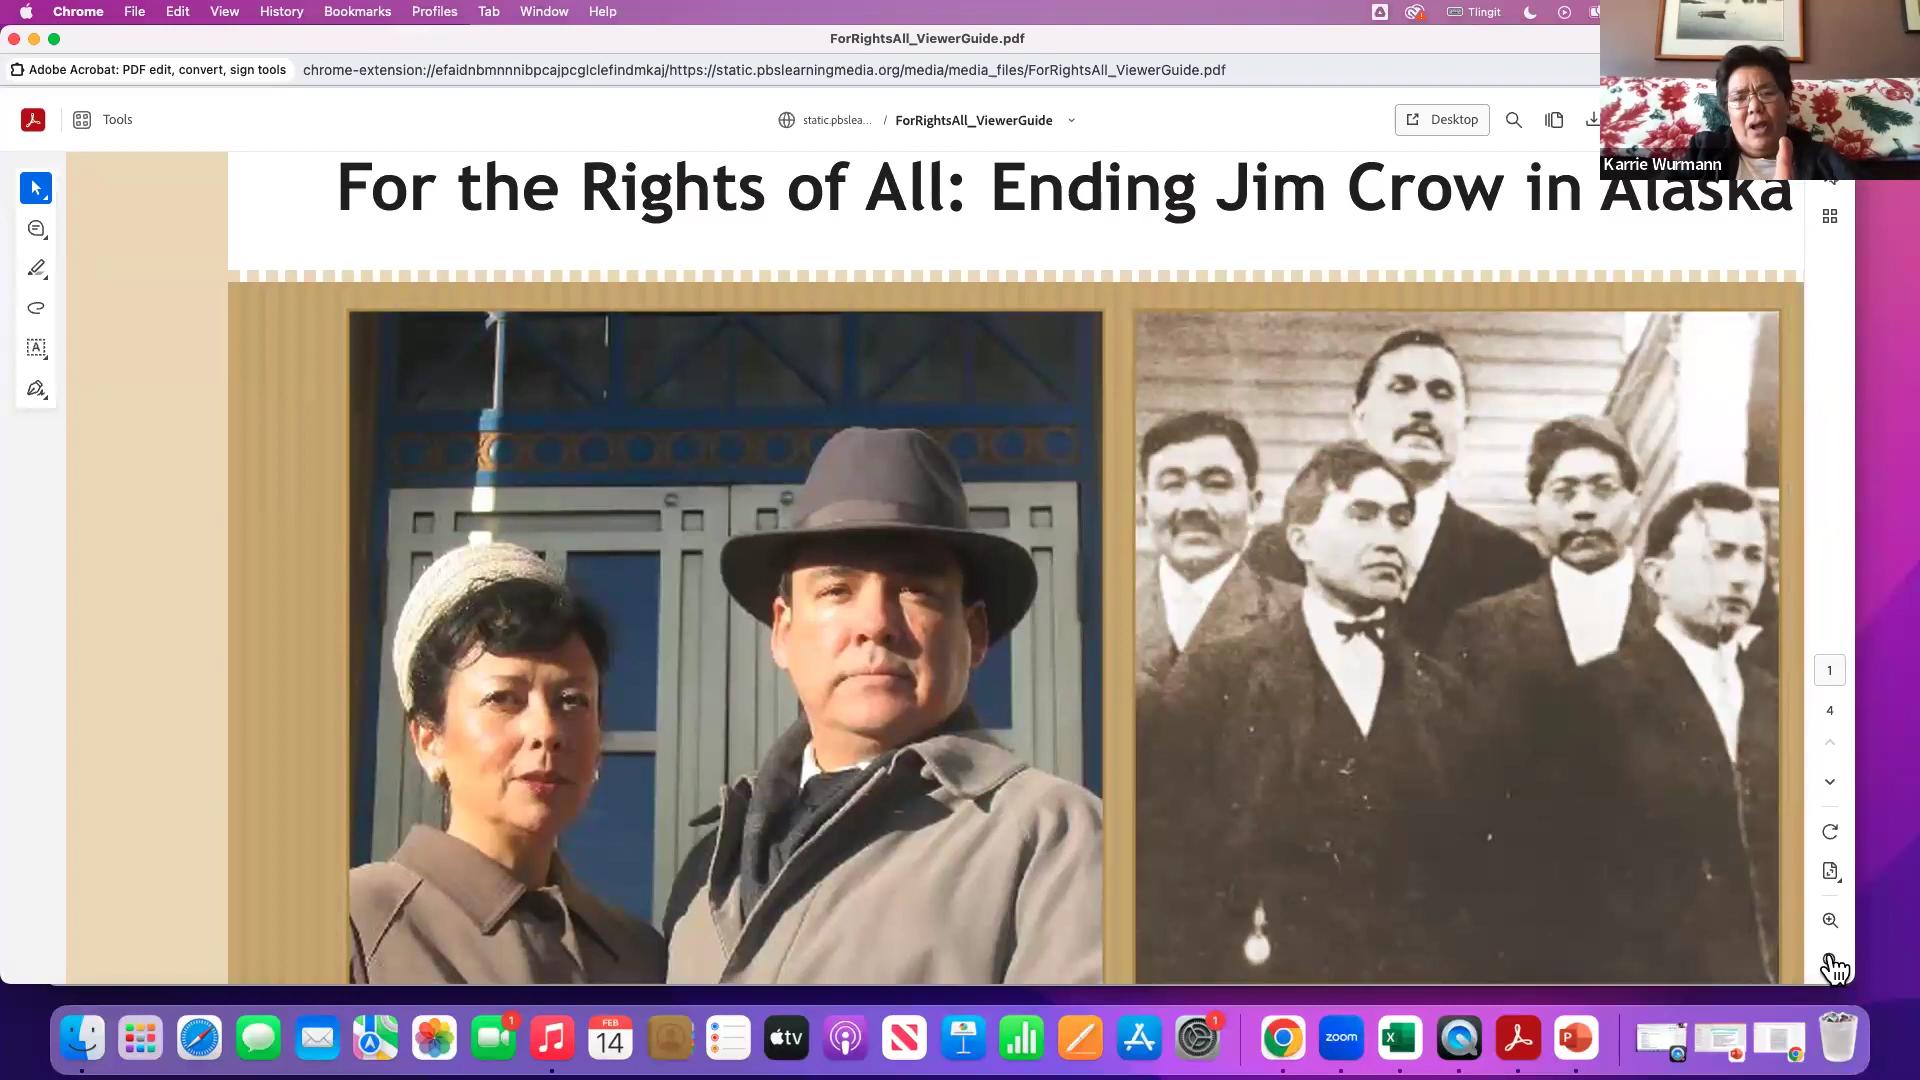 Chrome File Edit View History Bookmarks Profiles Tab Window Help Tlingit
ForRightsAll_ViewerGuide.pdf
Adobe Acrobat: PDF edit, convert, sign tools chrome-extension://efaidnbmnnnibpcajpcglclefindmkaj/https://static.pbslearningmedia.org/media/media_files/ForRightsAll_ViewerGuide.pdf
Tools static.pbslea... / ForRightsAll_ViewerGuide Desktop
Karrie Wurmann
For the Rights of All: Ending Jim Crow in Alaska
A
1
4
1
FEB
14
tv
N
zoom
X
P
1